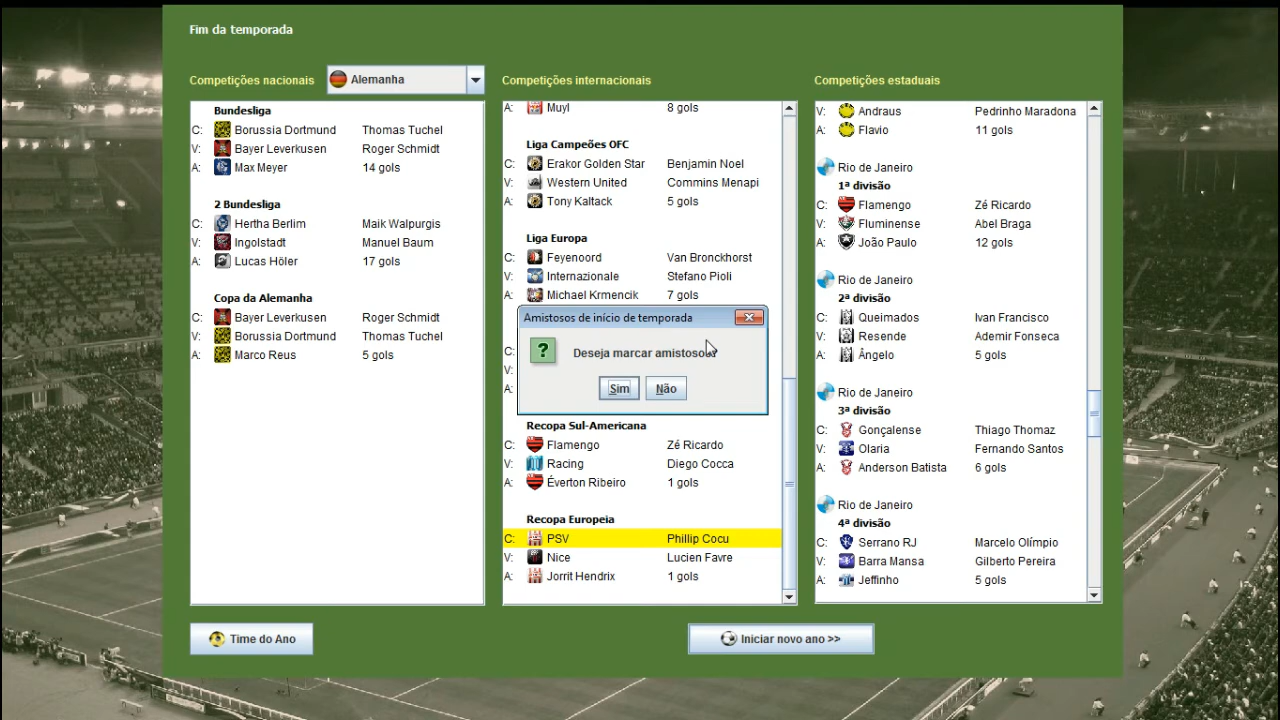 Fim da temporada
Competições nacionais
Alemanha
Bundesliga
C: Borussia Dortmund Thomas Tuchel
V: Bayer Leverkusen Roger Schmidt
A: Max Meyer 14 gols
2 Bundesliga
C: Hertha Berlim Maik Walpurgis
V: Ingolstadt Manuel Baum
A: Lucas Höler 17 gols
Copa da Alemanha
C: Bayer Leverkusen Roger Schmidt
V: Borussia Dortmund Thomas Tuchel
A: Marco Reus 5 gols
Competições internacionais
A: Muyl 8 gols
Liga Campeões OFC
C: Erakor Golden Star Benjamin Noel
V: Western United Commins Menapi
A: Tony Kaltack 5 gols
Liga Europa
C: Feyenoord Van Bronckhorst
V: Internazionale Stefano Pioli
A: Michael Krmencik 7 gols
Amistosos de início de temporada
C:
V:
A:
Deseja marcar amistosos?
Sim Não
Recopa Sul-Americana
C: Flamengo Zé Ricardo
V: Racing Diego Cocca
A: Éverton Ribeiro 1 gols
Recopa Europeia
C: PSV Phillip Cocu
V: Nice Lucien Favre
A: Jorrit Hendrix 1 gols
Competições estaduais
V: Andraus Pedrinho Maradona
A: Flavio 11 gols
Rio de Janeiro
1ª divisão
C: Flamengo Zé Ricardo
V: Fluminense Abel Braga
A: João Paulo 12 gols
Rio de Janeiro
2ª divisão
C: Queimados Ivan Francisco
V: Resende Ademir Fonseca
A: Ângelo 5 gols
Rio de Janeiro
3ª divisão
C: Gonçalense Thiago Thomaz
V: Olaria Fernando Santos
A: Anderson Batista 6 gols
Rio de Janeiro
4ª divisão
C: Serrano RJ Marcelo Olímpio
V: Barra Mansa Gilberto Pereira
A: Jeffinho 5 gols
Time do Ano
Iniciar novo ano >>